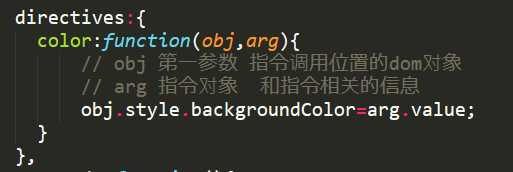 directives:{
color:function(obj,arg){
// obj 第一参数 指令调用位置的dom对象
// arg 指令对象 和指令相关的信息
obj.style.backgroundColor=arg.value;
}
},